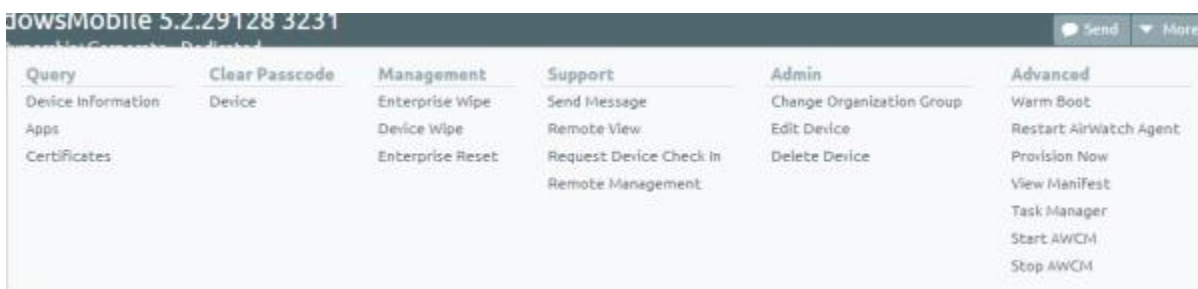 dowsMobile 5.2.29128 3231
Send
More
Query
Device Information
Apps
Certificates
Clear Passcode
Device
Management
Enterprise Wipe
Device Wipe
Enterprise Reset
Support
Send Message
Remote View
Request Device Check In
Remote Management
Admin
Change Organization Group
Edit Device
Delete Device
Advanced
Warm Boot
Restart AirWatch Agent
Provision Now
View Manifest
Task Manager
Start AWCM
Stop AWCM